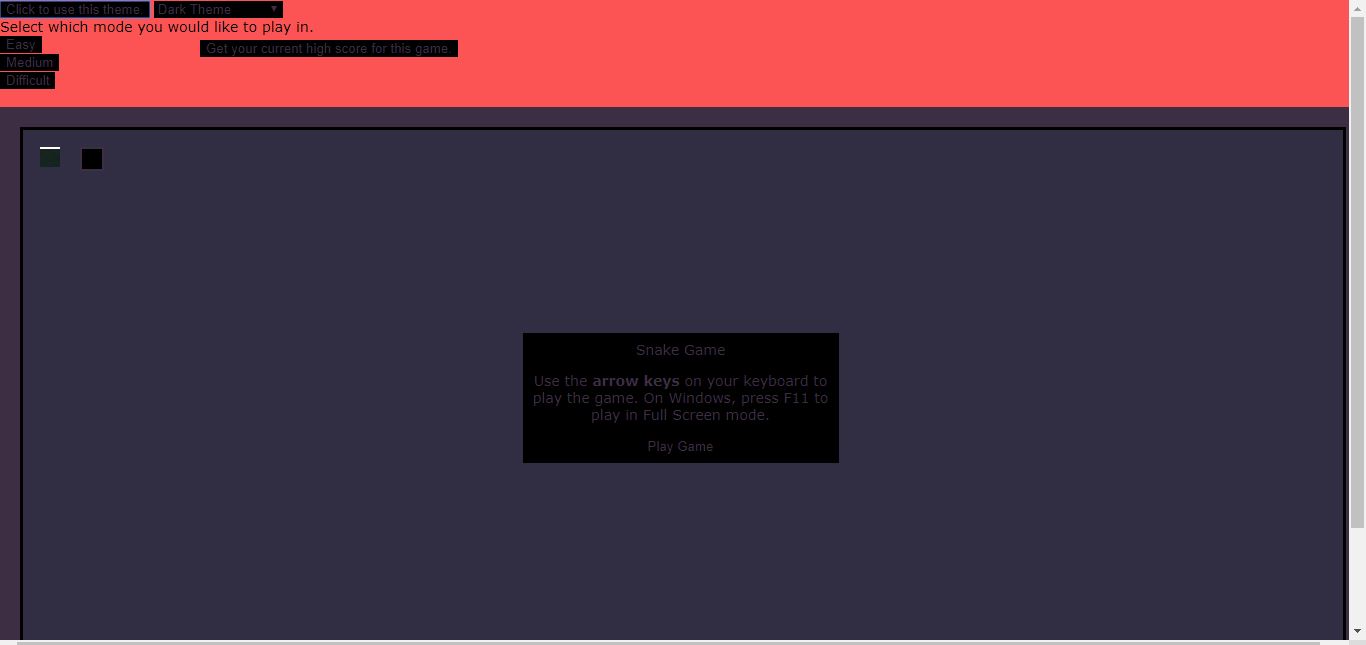 Click to use this theme. Dark Theme
Select which mode you would like to play in.
Easy
Get your current high score for this game.
Medium
Difficult
Snake Game
Use the arrow keys on your keyboard to
play the game. On Windows, press F11 to
play in Full Screen mode.
Play Game